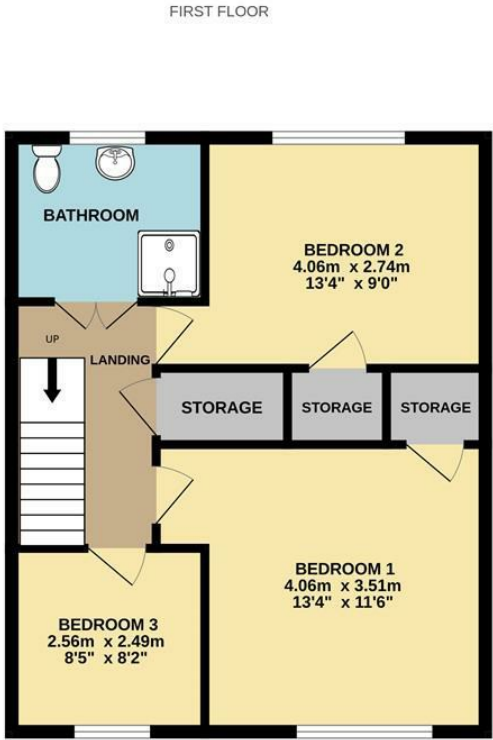 FIRST FLOOR
BATHROOM
BEDROOM 2
4.06m x 2.74m
13'4" x 9'0"
UP
LANDING
STORAGE
STORAGE
STORAGE
BEDROOM 1
4.06m x 3.51m
13'4" x 11'6"
BEDROOM 3
2.56m x 2.49m
8'5" x 8'2"